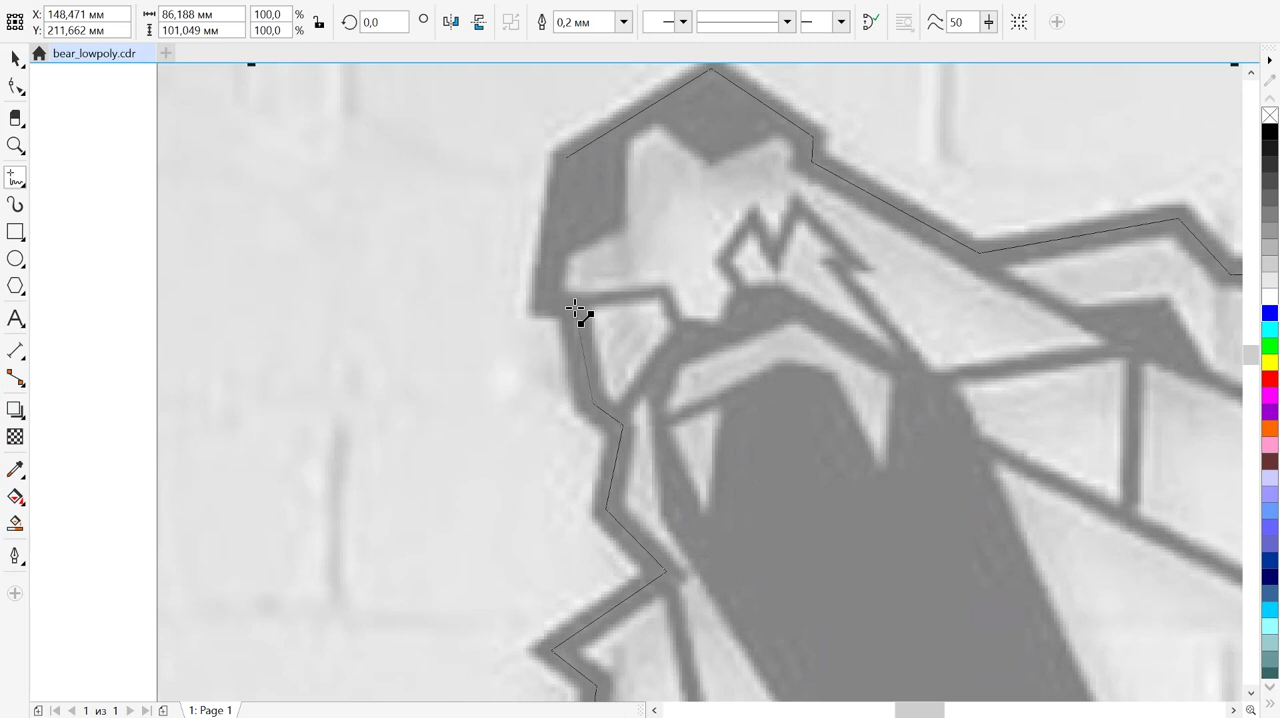 X: 148,471 мм 86,188 мм 100,0 % 0,0 0,2 мм 50
Y: 211,662 мм 101,049 мм 100,0 %
bear_lowpoly.cdr
1 из 1 1: Page 1